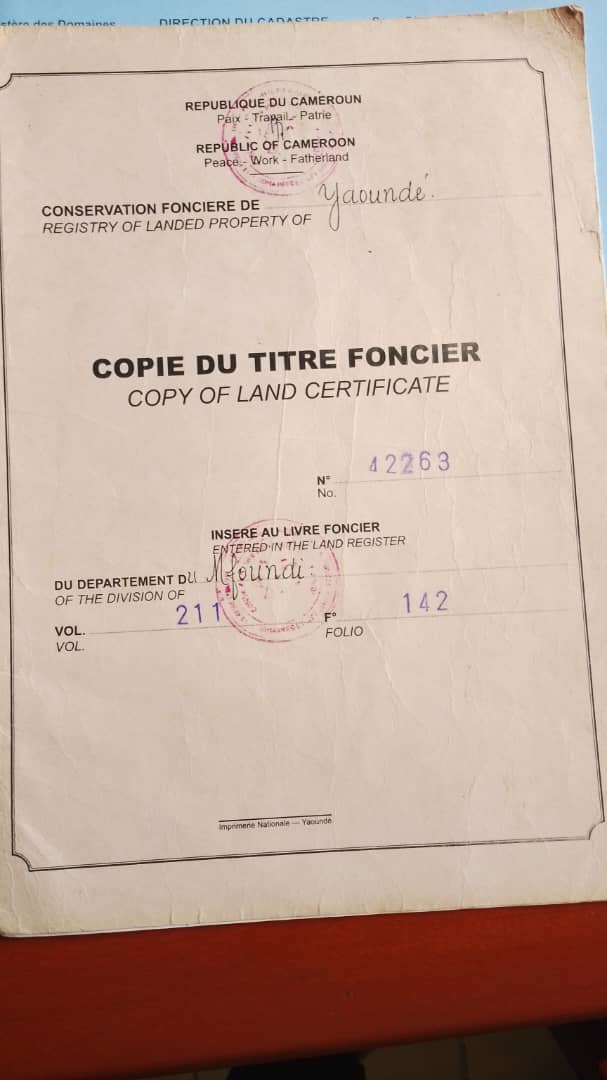 DIRECTION DU CADASTRE
REPUBLIQUE DU CAMEROUN
Paix - Travail - Patrie
REPUBLIC OF CAMEROON
Peace - Work - Fatherland
CONSERVATION FONCIERE DE Yaoundé.
REGISTRY OF LANDED PROPERTY OF
COPIE DU TITRE FONCIER
COPY OF LAND CERTIFICATE
N° 42263
No.
INSERE AU LIVRE FONCIER
ENTERED IN THE LAND REGISTER
DU DEPARTEMENT DU Mfoundi
OF THE DIVISION OF
VOL. 211 F° 142
VOL. FOLIO
Imprimerie Nationale — Yaoundé